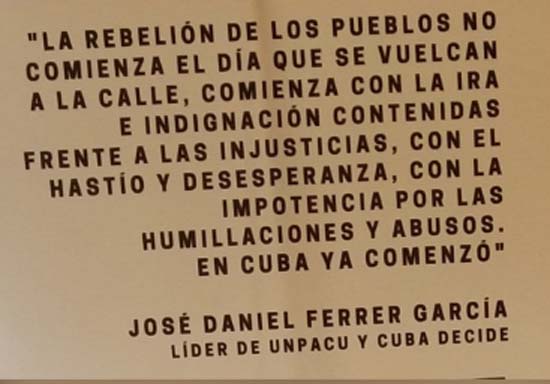 "LA REBELIÓN DE LOS PUEBLOS NO
COMIENZA EL DÍA QUE SE VUELCAN
A LA CALLE, COMIENZA CON LA IRA
E INDIGNACIÓN CONTENIDAS
FRENTE A LAS INJUSTICIAS, CON EL
HASTÍO Y DESESPERANZA, CON LA
IMPOTENCIA POR LAS
HUMILLACIONES Y ABUSOS.
EN CUBA YA COMENZÓ"
JOSÉ DANIEL FERRER GARCÍA
LÍDER DE UNPACU Y CUBA DECIDE